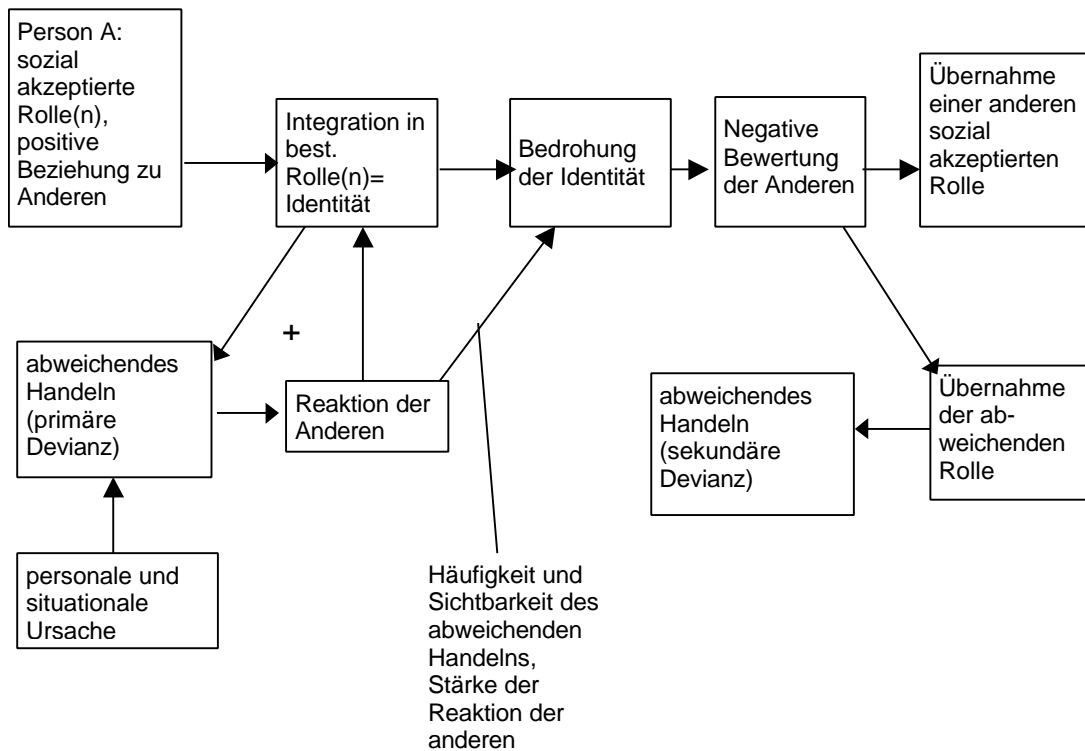 Person A:
sozial
akzeptierte
Rolle(n),
positive
Beziehung zu
Anderen
Integration in
best.
Rolle(n)=
Identität
Bedrohung
der Identität
Negative
Bewertung
der Anderen
Übernahme
einer anderen
sozial
akzeptierten
Rolle
+
abweichendes
Handeln
(primäre
Devianz)
Reaktion der
Anderen
abweichendes
Handeln
(sekundäre
Devianz)
Übernahme
der ab-
weichenden
Rolle
personale und
situationale
Ursache
Häufigkeit und
Sichtbarkeit des
abweichenden
Handelns,
Stärke der
Reaktion der
anderen